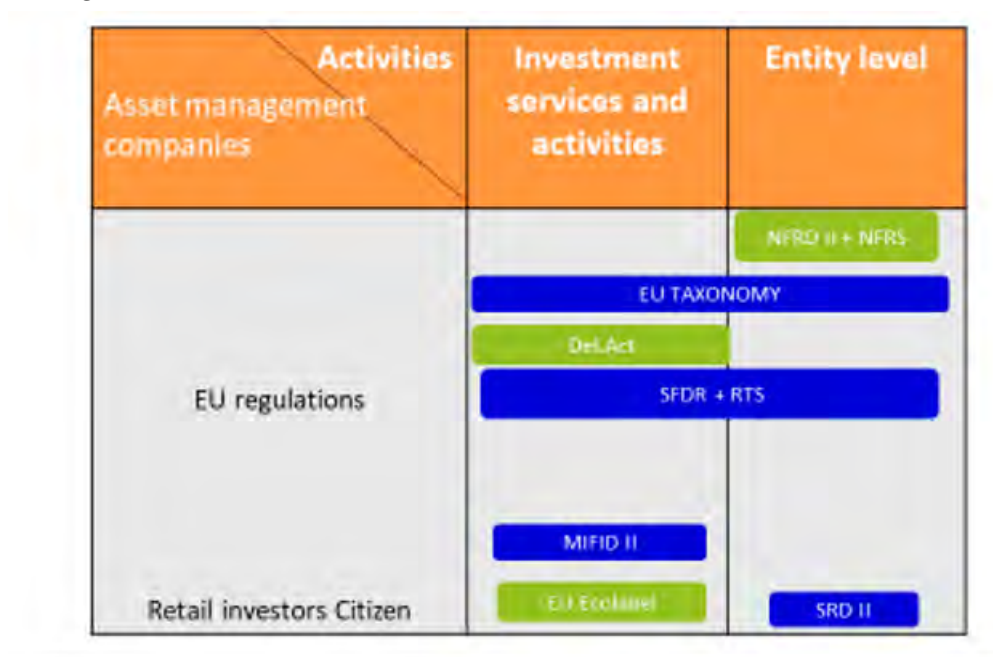 Activities
Asset management
companies
Investment
services and
activities
Entity level
NFRD II + NFRS
EU TAXONOMY
Del.Act
EU regulations
SFDR + RTS
MIFID II
Retail investors Citizen
EU Ecolabel
SRD II